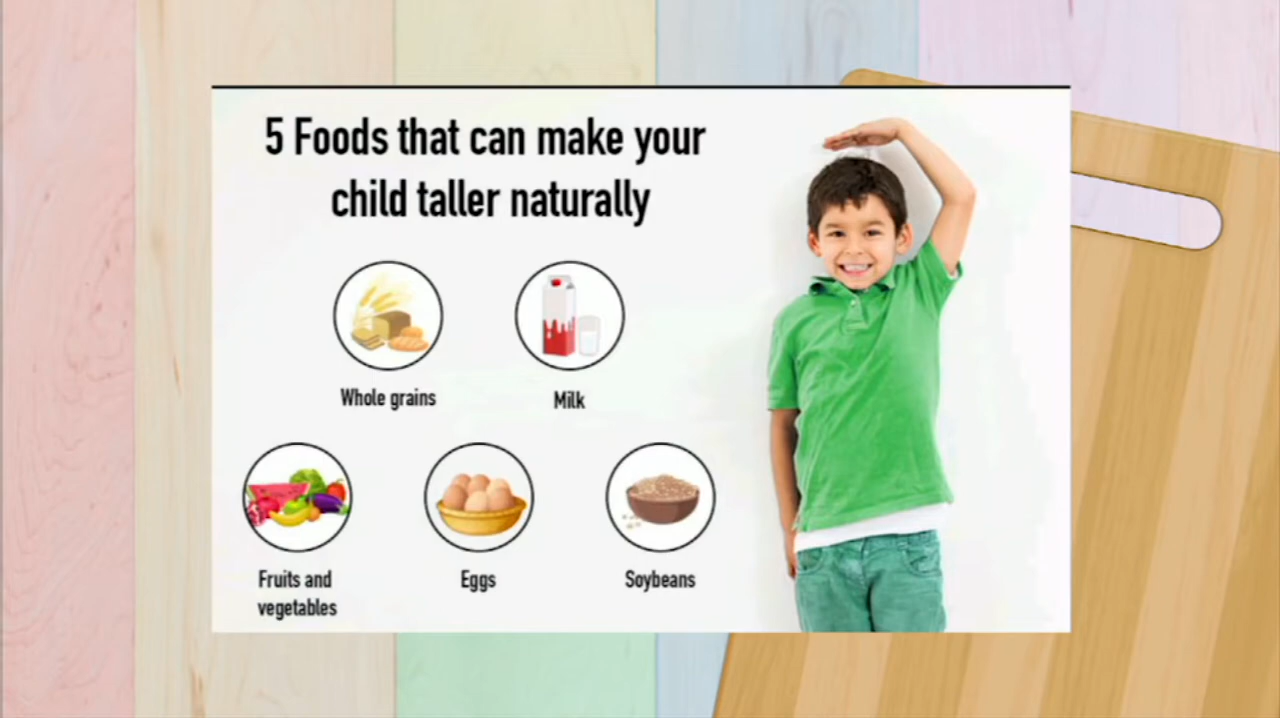 5 Foods that can make your
child taller naturally
Whole grains
Milk
Fruits and
vegetables
Eggs
Soybeans